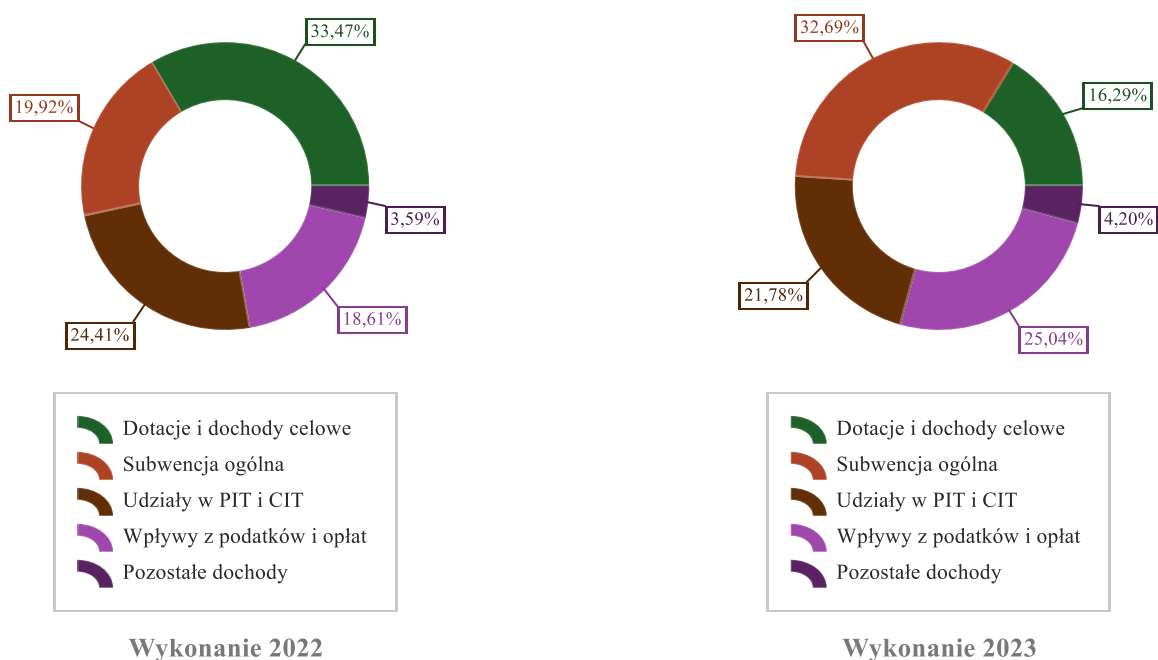 33,47%
19,92%
3,59%
18,61%
24,41%
Dotacje i dochody celowe
Subwencja ogólna
Udziały w PIT i CIT
Wpływy z podatków i opłat
Pozostałe dochody
Wykonanie 2022
32,69%
16,29%
4,20%
21,78%
25,04%
Dotacje i dochody celowe
Subwencja ogólna
Udziały w PIT i CIT
Wpływy z podatków i opłat
Pozostałe dochody
Wykonanie 2023